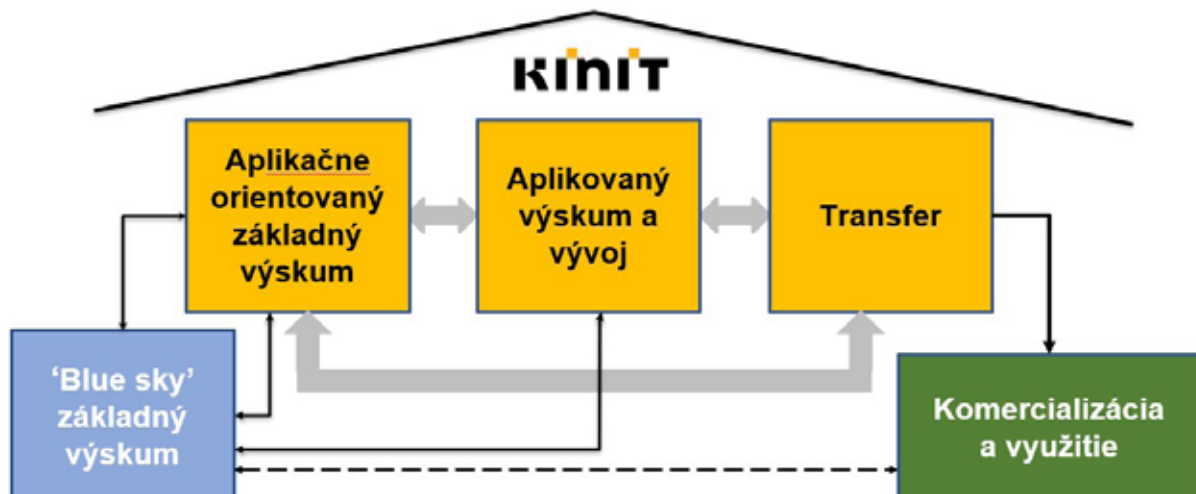 KINIT
Aplikačne
orientovaný
základný
výskum
Aplikovaný
výskum a
vývoj
Transfer
‘Blue sky’
základný
výskum
Komercializácia
a využitie